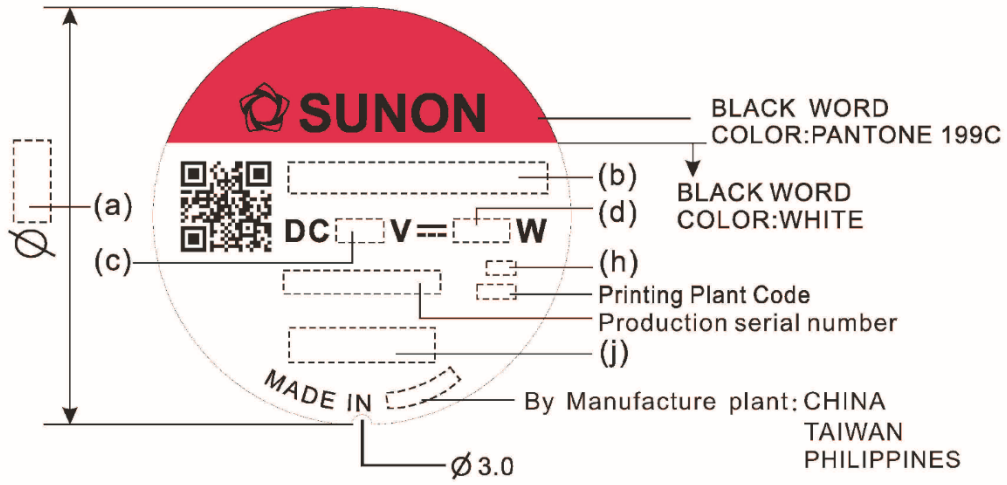 SUNON
BLACK WORD
COLOR:PANTONE 199C
(b)
BLACK WORD
COLOR:WHITE
(a)
Ø
(d)
DC V W
(c)
(h)
Printing Plant Code
Production serial number
(j)
MADE IN
By Manufacture plant: CHINA
TAIWAN
PHILIPPINES
Ø3.0